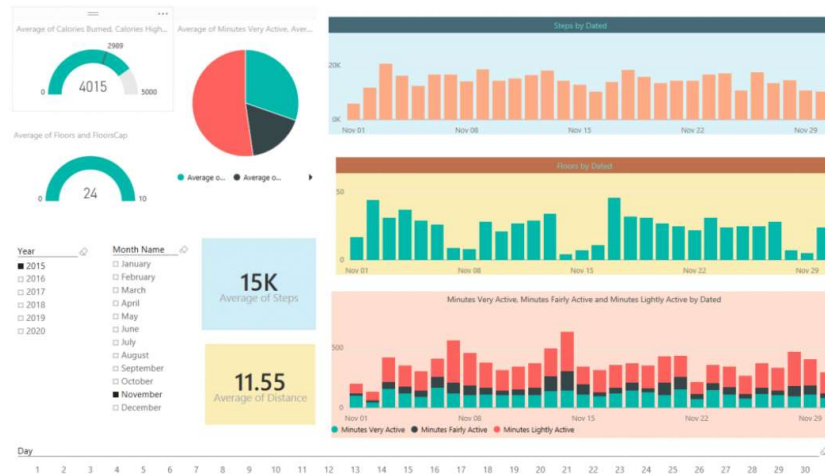 Average of Calories Burned, Calories High...
2989
0
4015
5000
Average of Minutes Very Active, Aver...
Average o...
Average o...
Average of Floors and FloorsCap
0
24
10
Year
2015
2016
2017
2018
2019
2020
Month Name
January
February
March
April
May
June
July
August
September
October
November
December
15K
Average of Steps
11.55
Average of Distance
Steps by Dated
20K
0K
Nov 01 Nov 08 Nov 15 Nov 22 Nov 29
Floors by Dated
50
0
Nov 01 Nov 08 Nov 15 Nov 22 Nov 29
Minutes Very Active, Minutes Fairly Active and Minutes Lightly Active by Dated
500
0
Nov 01 Nov 08 Nov 15 Nov 22 Nov 29
Minutes Very Active Minutes Fairly Active Minutes Lightly Active
Day
1 2 3 4 5 6 7 8 9 10 11 12 13 14 15 16 17 18 19 20 21 22 23 24 25 26 27 28 29 30